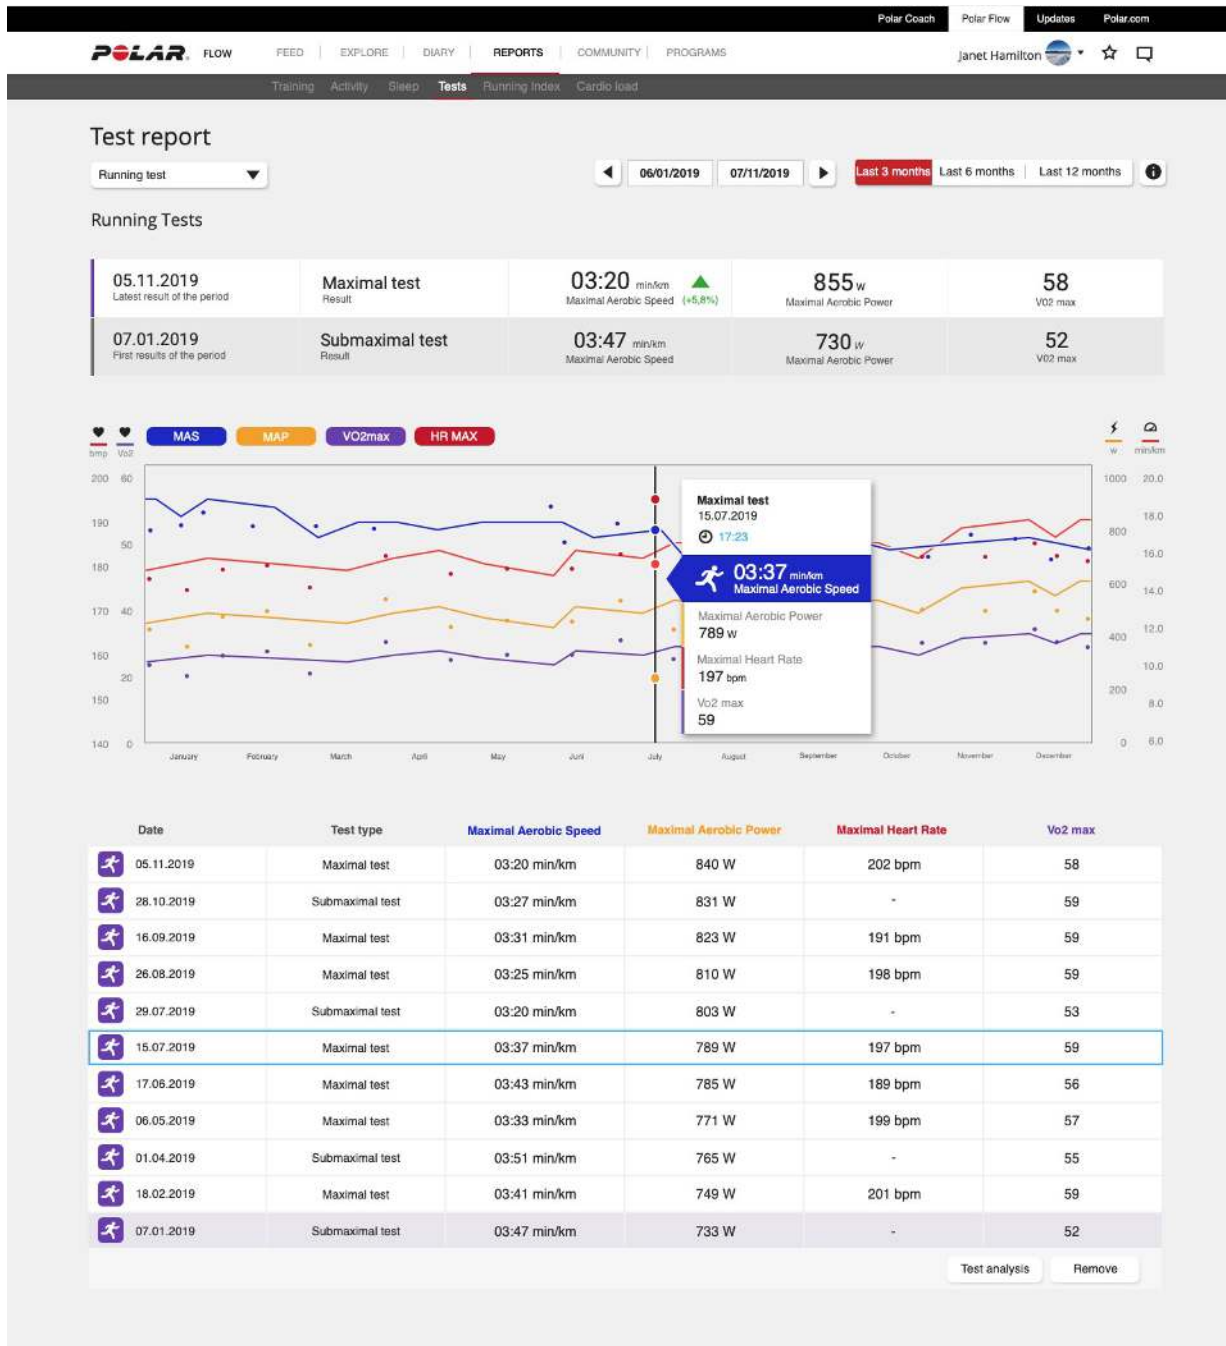 Polar Coach Polar Flow Updates Polar.com
POLAR. FLOW FEED EXPLORE DIARY REPORTS COMMUNITY PROGRAMS Janet Hamilton
Training Activity Sleep Tests Running Index Cardio load
Test report
Running test 06/01/2019 07/11/2019 Last 3 months Last 6 months Last 12 months
Running Tests
05.11.2019 Maximal test 03:20 min/km 855 w 58
Latest result of the period Result Maximal Aerobic Speed (+5,8%) Maximal Aerobic Power V02 max
07.01.2019 Submaximal test 03:47 min/km 730 w 52
First results of the period Result Maximal Aerobic Speed Maximal Aerobic Power V02 max
MAS MAP VO2max HR MAX
bmp Vo2 w min/km
200 60 1000 20.0
190 800 18.0
50 16.0
180 600 14.0
170 40 400 12.0
160 10.0
20 200
150 8.0
140 0 0 6.0
Maximal test
15.07.2019
17:23
03:37 min/km
Maximal Aerobic Speed
Maximal Aerobic Power
789 w
Maximal Heart Rate
197 bpm
Vo2 max
59
January February March April May Juni July August September October November December
Date Test type Maximal Aerobic Speed Maximal Aerobic Power Maximal Heart Rate Vo2 max
05.11.2019 Maximal test 03:20 min/km 840 W 202 bpm 58
28.10.2019 Submaximal test 03:27 min/km 831 W - 59
16.09.2019 Maximal test 03:31 min/km 823 W 191 bpm 59
26.08.2019 Maximal test 03:25 min/km 810 W 198 bpm 59
29.07.2019 Submaximal test 03:20 min/km 803 W - 53
15.07.2019 Maximal test 03:37 min/km 789 W 197 bpm 59
17.06.2019 Maximal test 03:43 min/km 785 W 189 bpm 56
06.05.2019 Maximal test 03:33 min/km 771 W 199 bpm 57
01.04.2019 Submaximal test 03:51 min/km 765 W - 55
18.02.2019 Maximal test 03:41 min/km 749 W 201 bpm 59
07.01.2019 Submaximal test 03:47 min/km 733 W - 52
Test analysis Remove